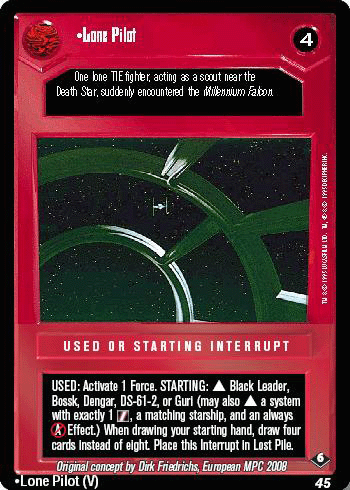 •Lone Pilot
4
One lone TIE fighter, acting as a scout near the
Death Star, suddenly encountered the Millennium Falcon.
USED OR STARTING INTERRUPT
USED: Activate 1 Force. STARTING: ▲ Black Leader,
Bossk, Dengar, DS-61-2, or Guri (may also ▲ a system
with exactly 1 , a matching starship, and an always
Effect.) When drawing your starting hand, draw four
cards instead of eight. Place this Interrupt in Lost Pile.
6
Original concept by Dirk Friedrichs, European MPC 2008
•Lone Pilot (V)
45